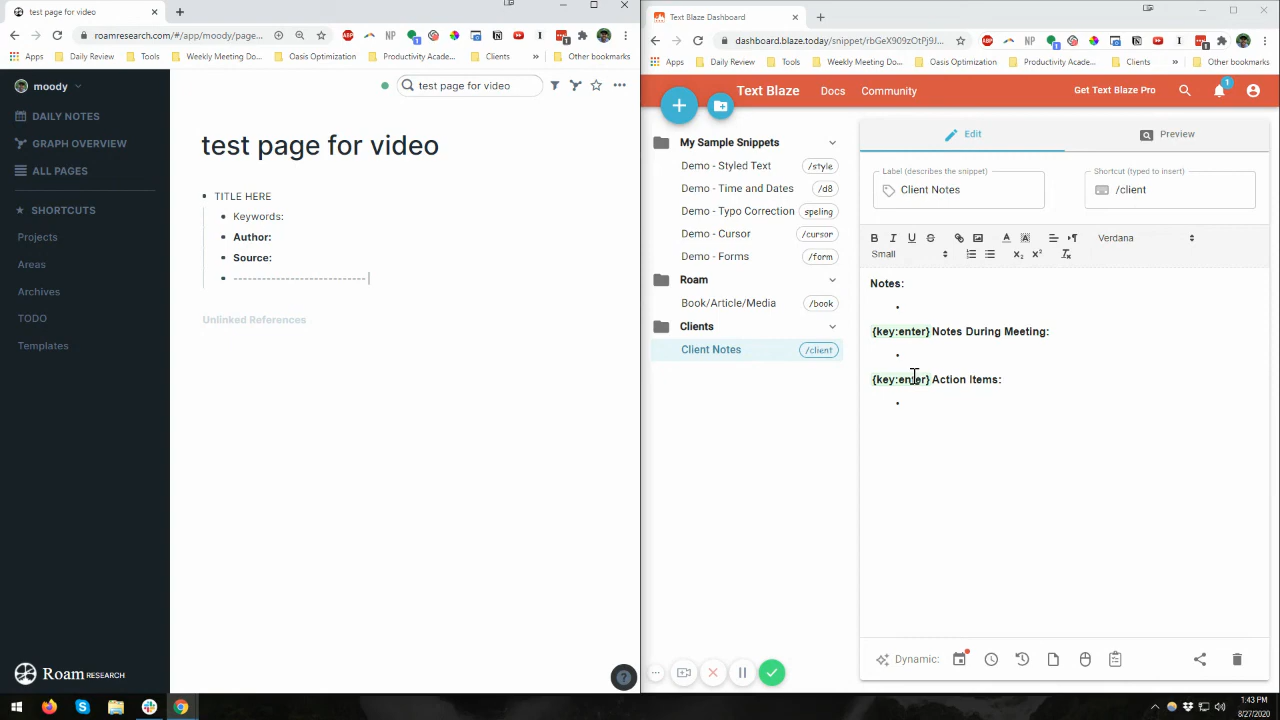 test page for video
Text Blaze Dashboard
roamresearch.com/#/app/moody/page...
dashboard.blaze.today/snippet/rbGeX909zOtPj9J...
Apps
Daily Review
Tools
Weekly Meeting Do...
Oasis Optimization
Productivity Acade...
Clients
»
Other bookmarks
Apps
Daily Review
Tools
Weekly Meeting Do...
Oasis Optimization
Productivity Acade...
Clients
»
Other bookmarks
moody
DAILY NOTES
GRAPH OVERVIEW
ALL PAGES
SHORTCUTS
Projects
Areas
Archives
TODO
Templates
Roam RESEARCH
test page for video
test page for video
TITLE HERE
Keywords:
Author:
Source:
------------------------------
Unlinked References
Text Blaze
Docs
Community
Get Text Blaze Pro
1
My Sample Snippets
Demo - Styled Text /style
Demo - Time and Dates /d8
Demo - Typo Correction speling
Demo - Cursor /cursor
Demo - Forms /form
Roam
Book/Article/Media /book
Clients
Client Notes /client
Edit
Preview
Label (describes the snippet)
Client Notes
Shortcut (typed to insert)
/client
Verdana
Small
Notes:
{key:enter} Notes During Meeting:
{key:enter} Action Items:
Dynamic:
1:43 PM
8/27/2020